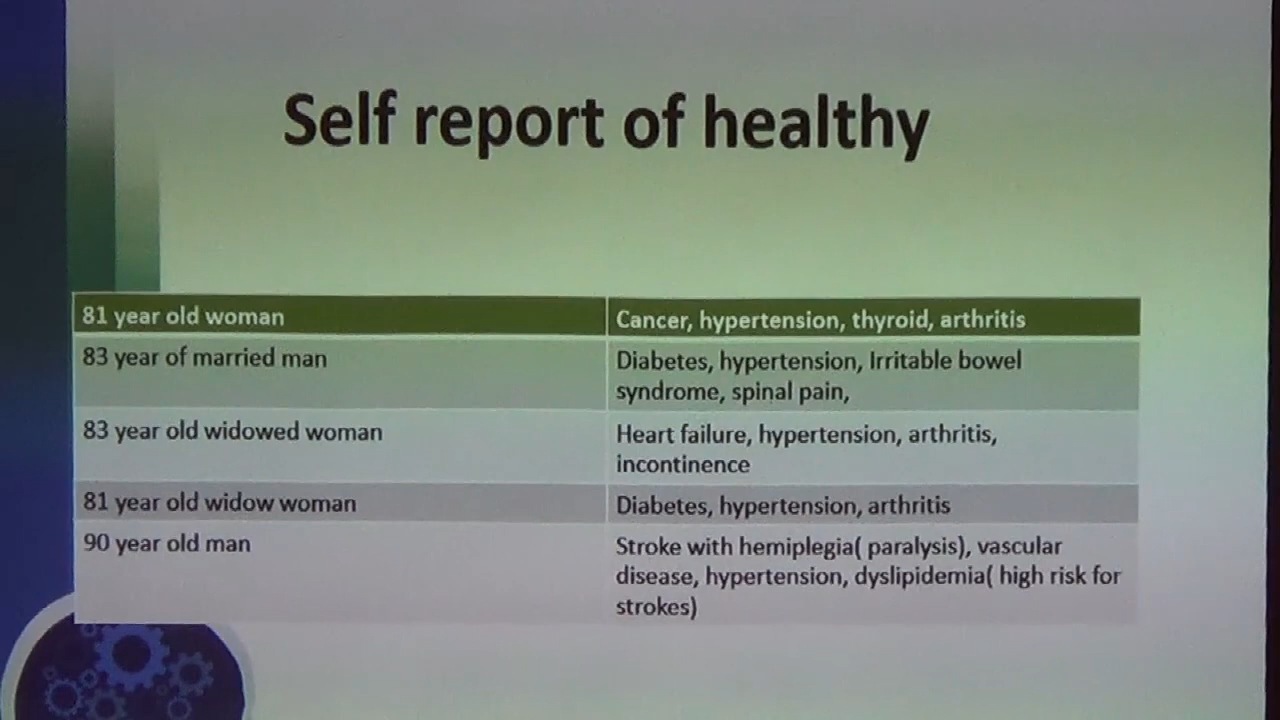 Self report of healthy
81 year old woman
Cancer, hypertension, thyroid, arthritis
83 year of married man
Diabetes, hypertension, Irritable bowel
syndrome, spinal pain,
83 year old widowed woman
Heart failure, hypertension, arthritis,
incontinence
81 year old widow woman
Diabetes, hypertension, arthritis
90 year old man
Stroke with hemiplegia( paralysis), vascular
disease, hypertension, dyslipidemia( high risk for
strokes)